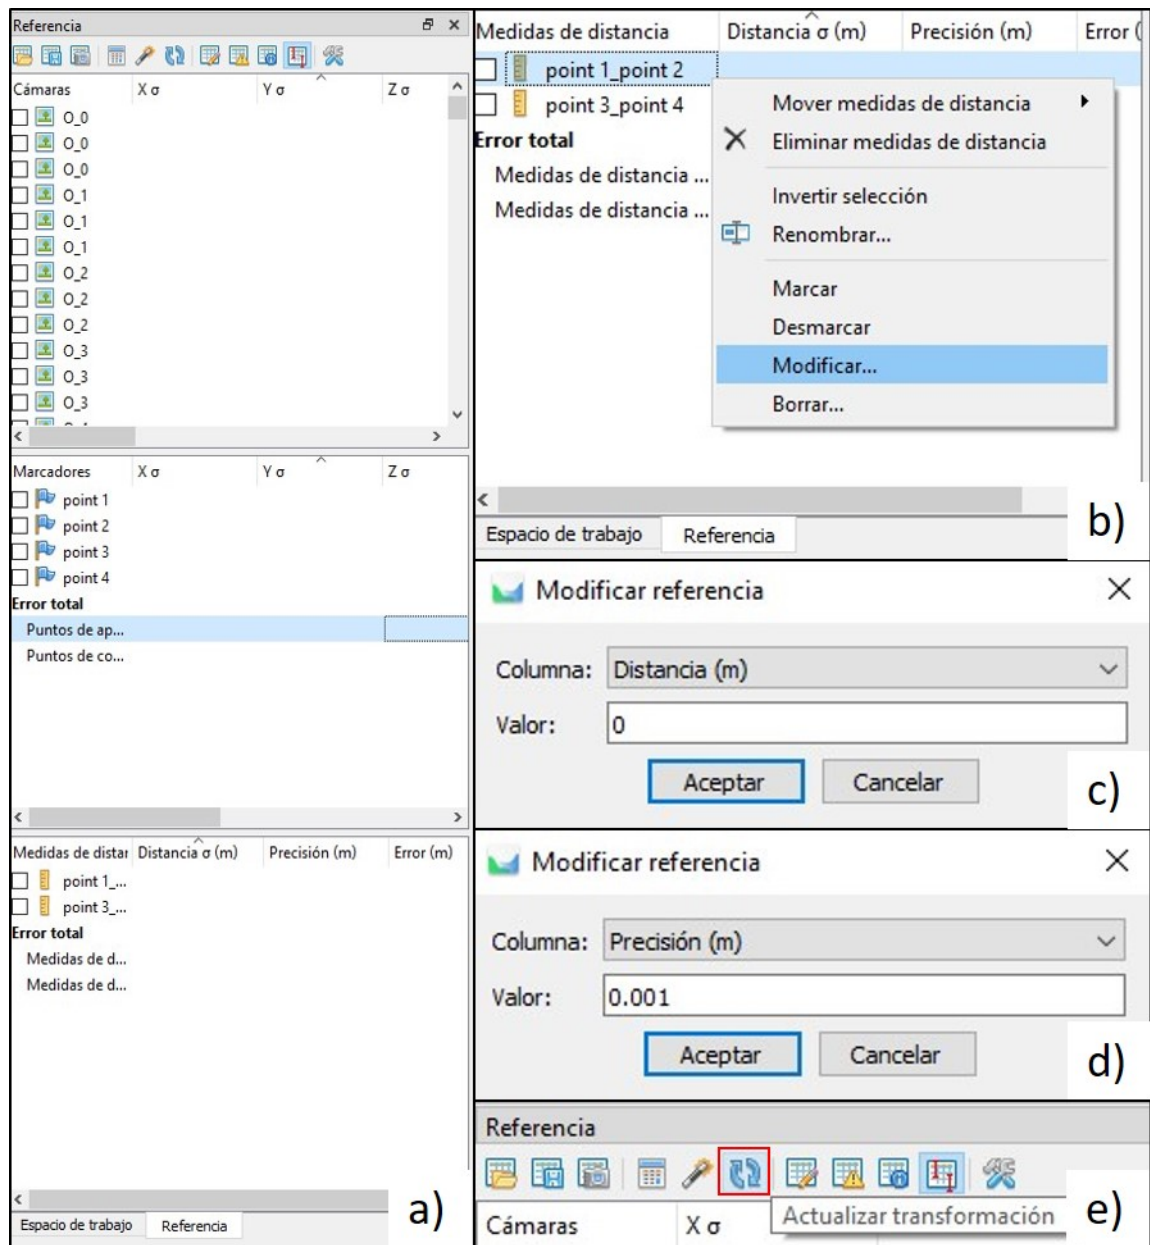 Referencia
Cámaras X σ Y σ Z σ
O_0
O_0
O_0
O_1
O_1
O_1
O_2
O_2
O_2
O_3
O_3
O_3
Marcadores X σ Y σ Z σ
point 1
point 2
point 3
point 4
Error total
Puntos de ap...
Puntos de co...
Medidas de distar Distancia σ (m) Precisión (m) Error (m)
point 1_...
point 3_...
Error total
Medidas de d...
Medidas de d...
Espacio de trabajo Referencia
a)
Medidas de distancia Distancia σ (m) Precisión (m) Error (
point 1_point 2
point 3_point 4
Error total
Medidas de distancia ...
Medidas de distancia ...
Mover medidas de distancia
Eliminar medidas de distancia
Invertir selección
Renombrar...
Marcar
Desmarcar
Modificar...
Borrar...
Espacio de trabajo Referencia
b)
Modificar referencia
Columna: Distancia (m)
Valor: 0
Aceptar Cancelar
c)
Modificar referencia
Columna: Precisión (m)
Valor: 0.001
Aceptar Cancelar
d)
Referencia
Cámaras X σ Actualizar transformación
e)